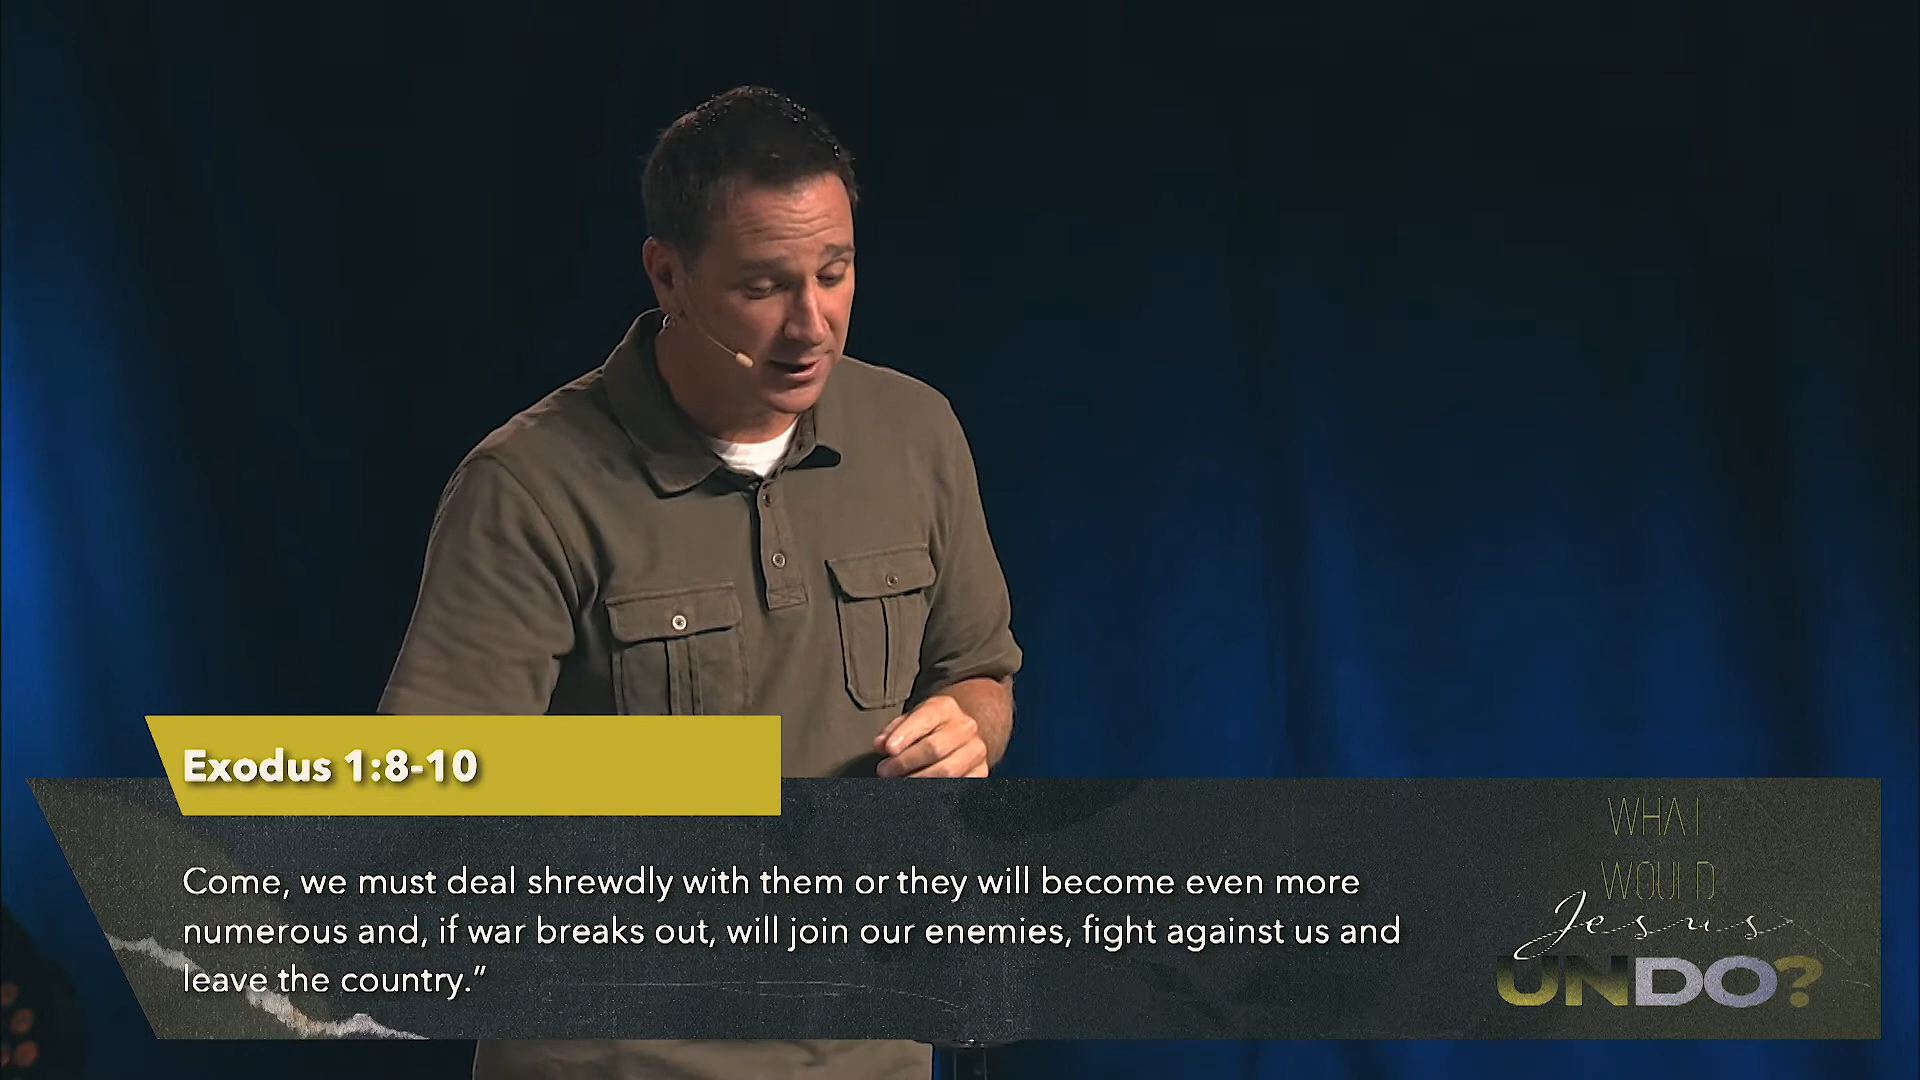 Exodus 1:8-10
Come, we must deal shrewdly with them or they will become even more
numerous and, if war breaks out, will join our enemies, fight against us and
leave the country.”
WHAT
WOULD
Jesus
UNDO?